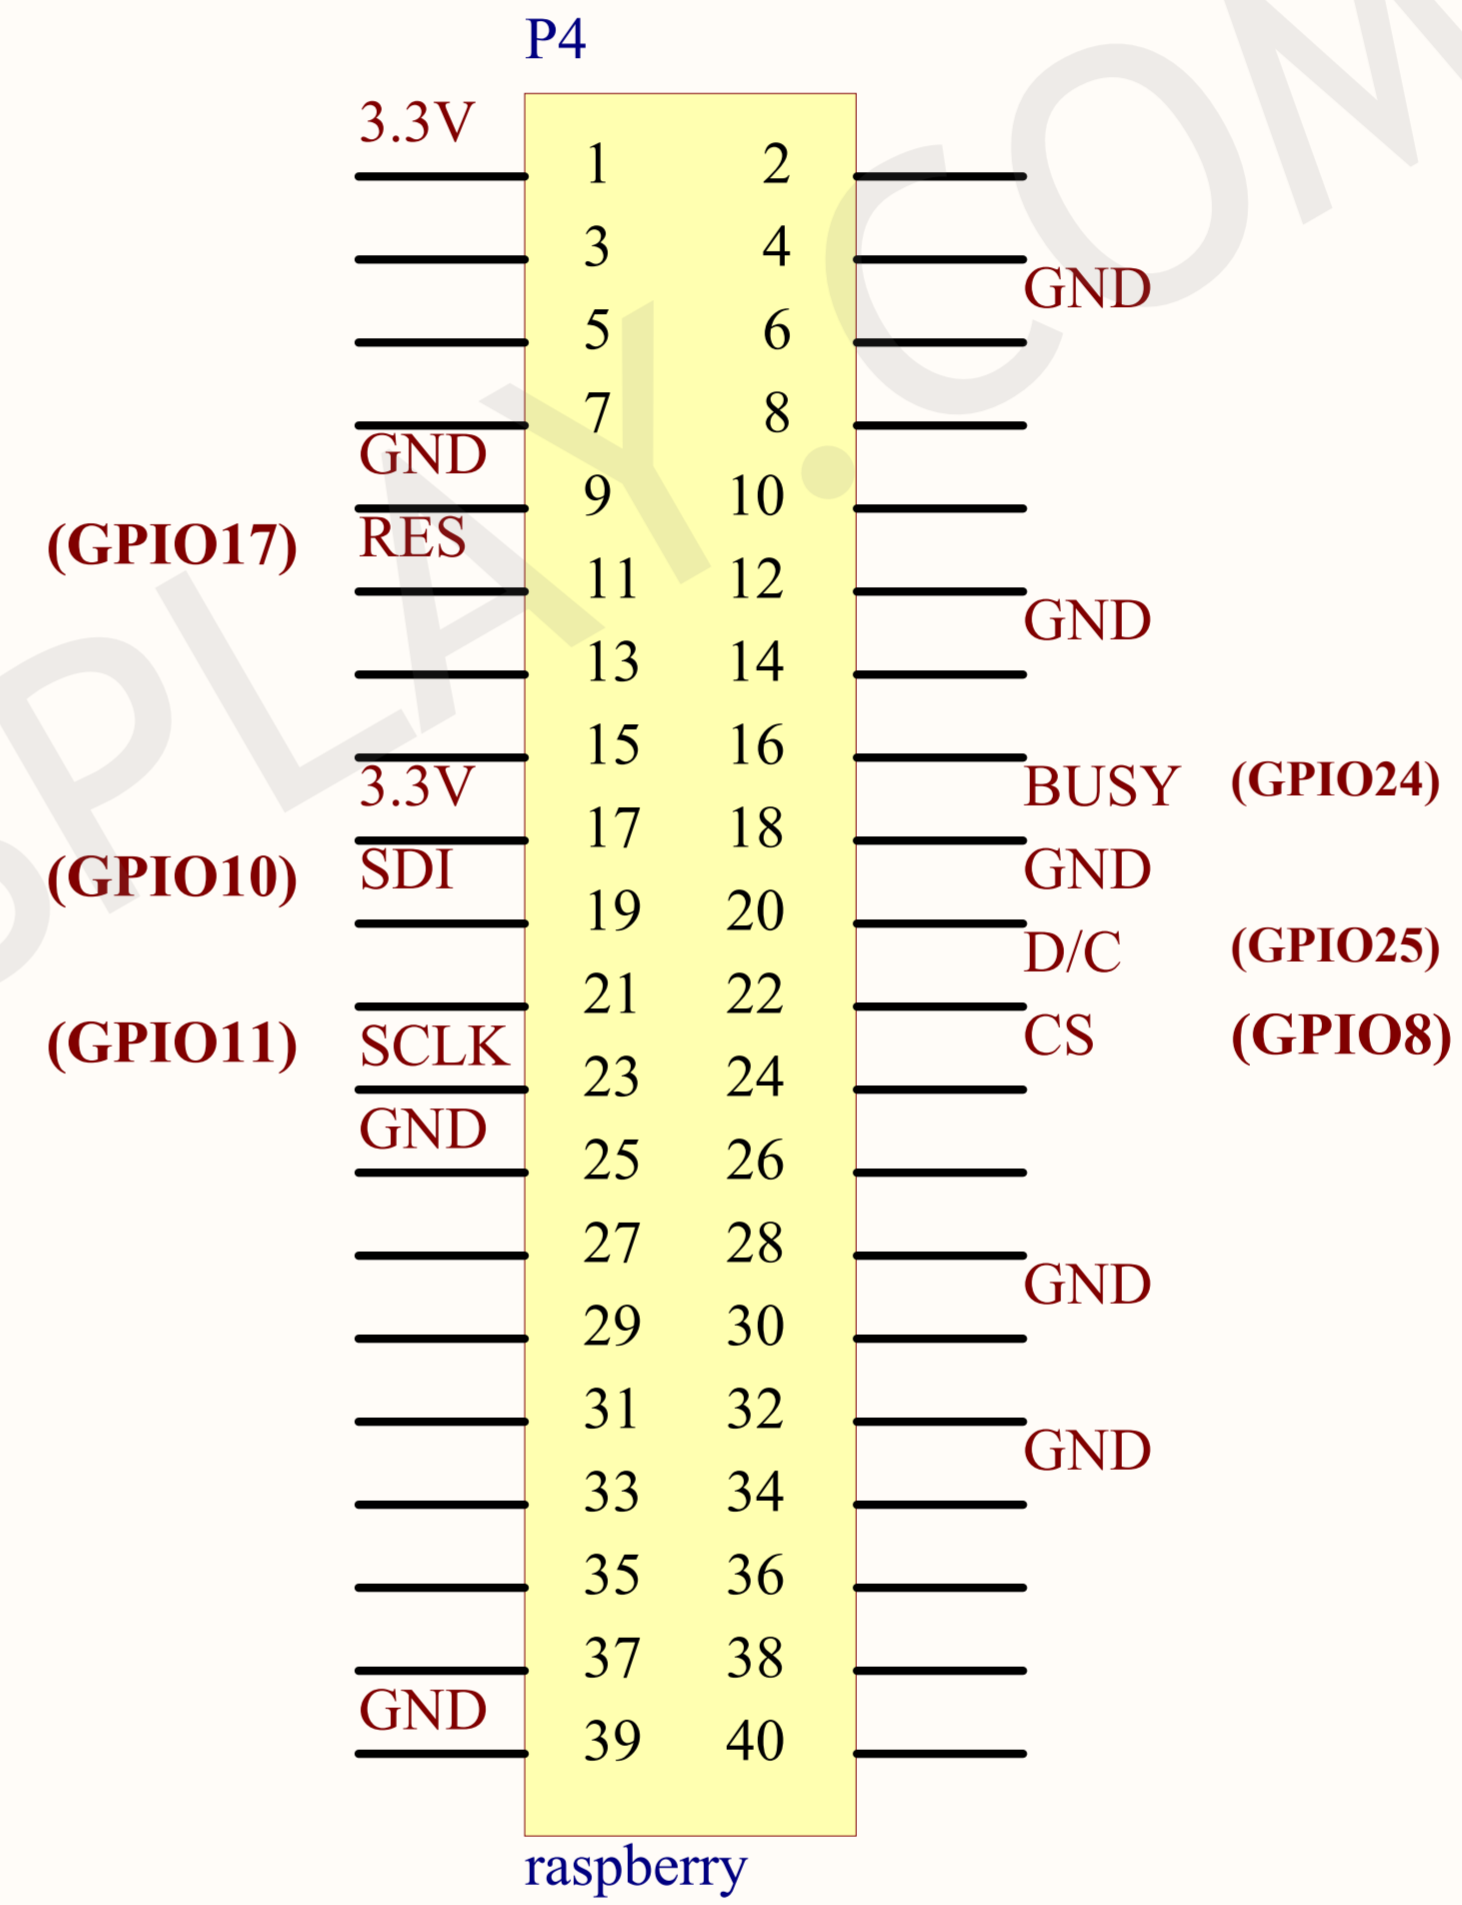 P4
3.3V
1 2
3 4
GND
5 6
7 8
GND
9 10
(GPIO17) RES
11 12
GND
13 14
15 16
3.3V BUSY (GPIO24)
17 18
(GPIO10) SDI GND
19 20
D/C (GPIO25)
21 22
(GPIO11) SCLK CS (GPIO8)
23 24
GND
25 26
27 28
GND
29 30
31 32
GND
33 34
35 36
37 38
GND
39 40
raspberry
SPLAY.COM